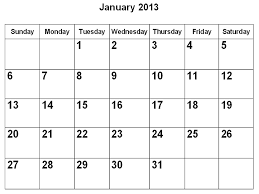 January 2013
Sunday Monday Tuesday Wednesday Thursday Friday Saturday
1 2 3 4 5
6 7 8 9 10 11 12
13 14 15 16 17 18 19
20 21 22 23 24 25 26
27 28 29 30 31